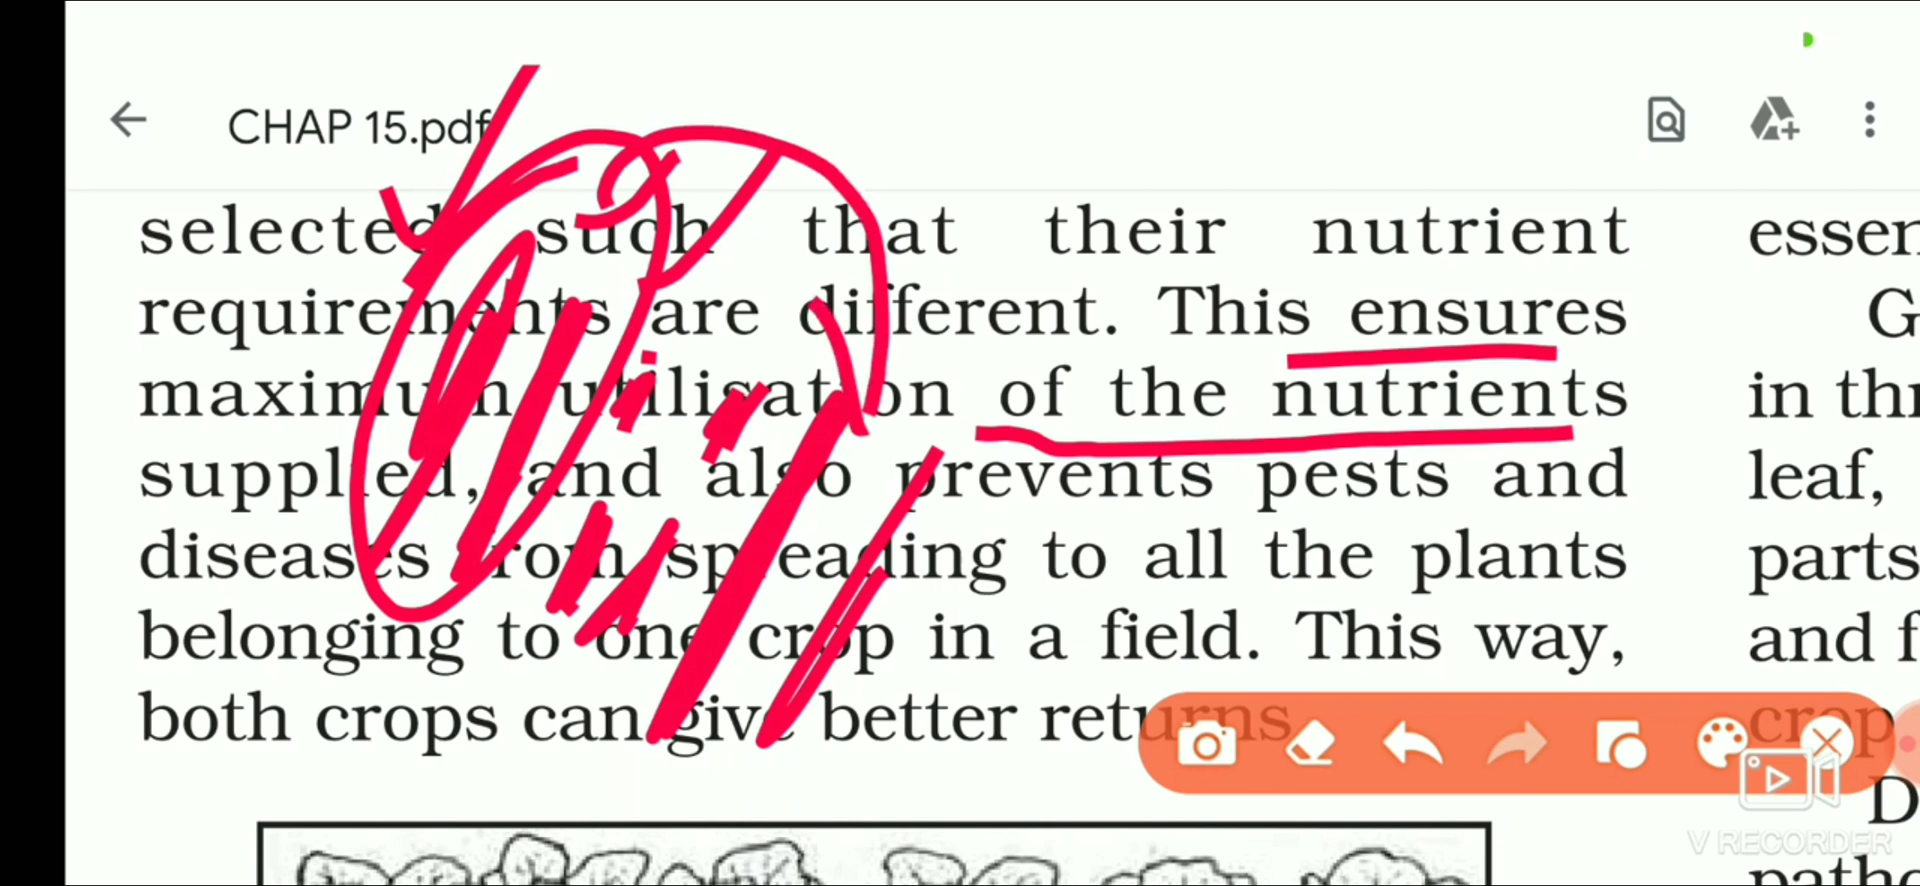 CHAP 15.pdf
selected such that their nutrient
requirements are different. This ensures
maximum utilisation of the nutrients
supplied, and also prevents pests and
diseases from spreading to all the plants
belonging to one crop in a field. This way,
both crops can give better returns
essen
G
in thr
leaf,
parts
and f
crop
D
patho
V RECORDER